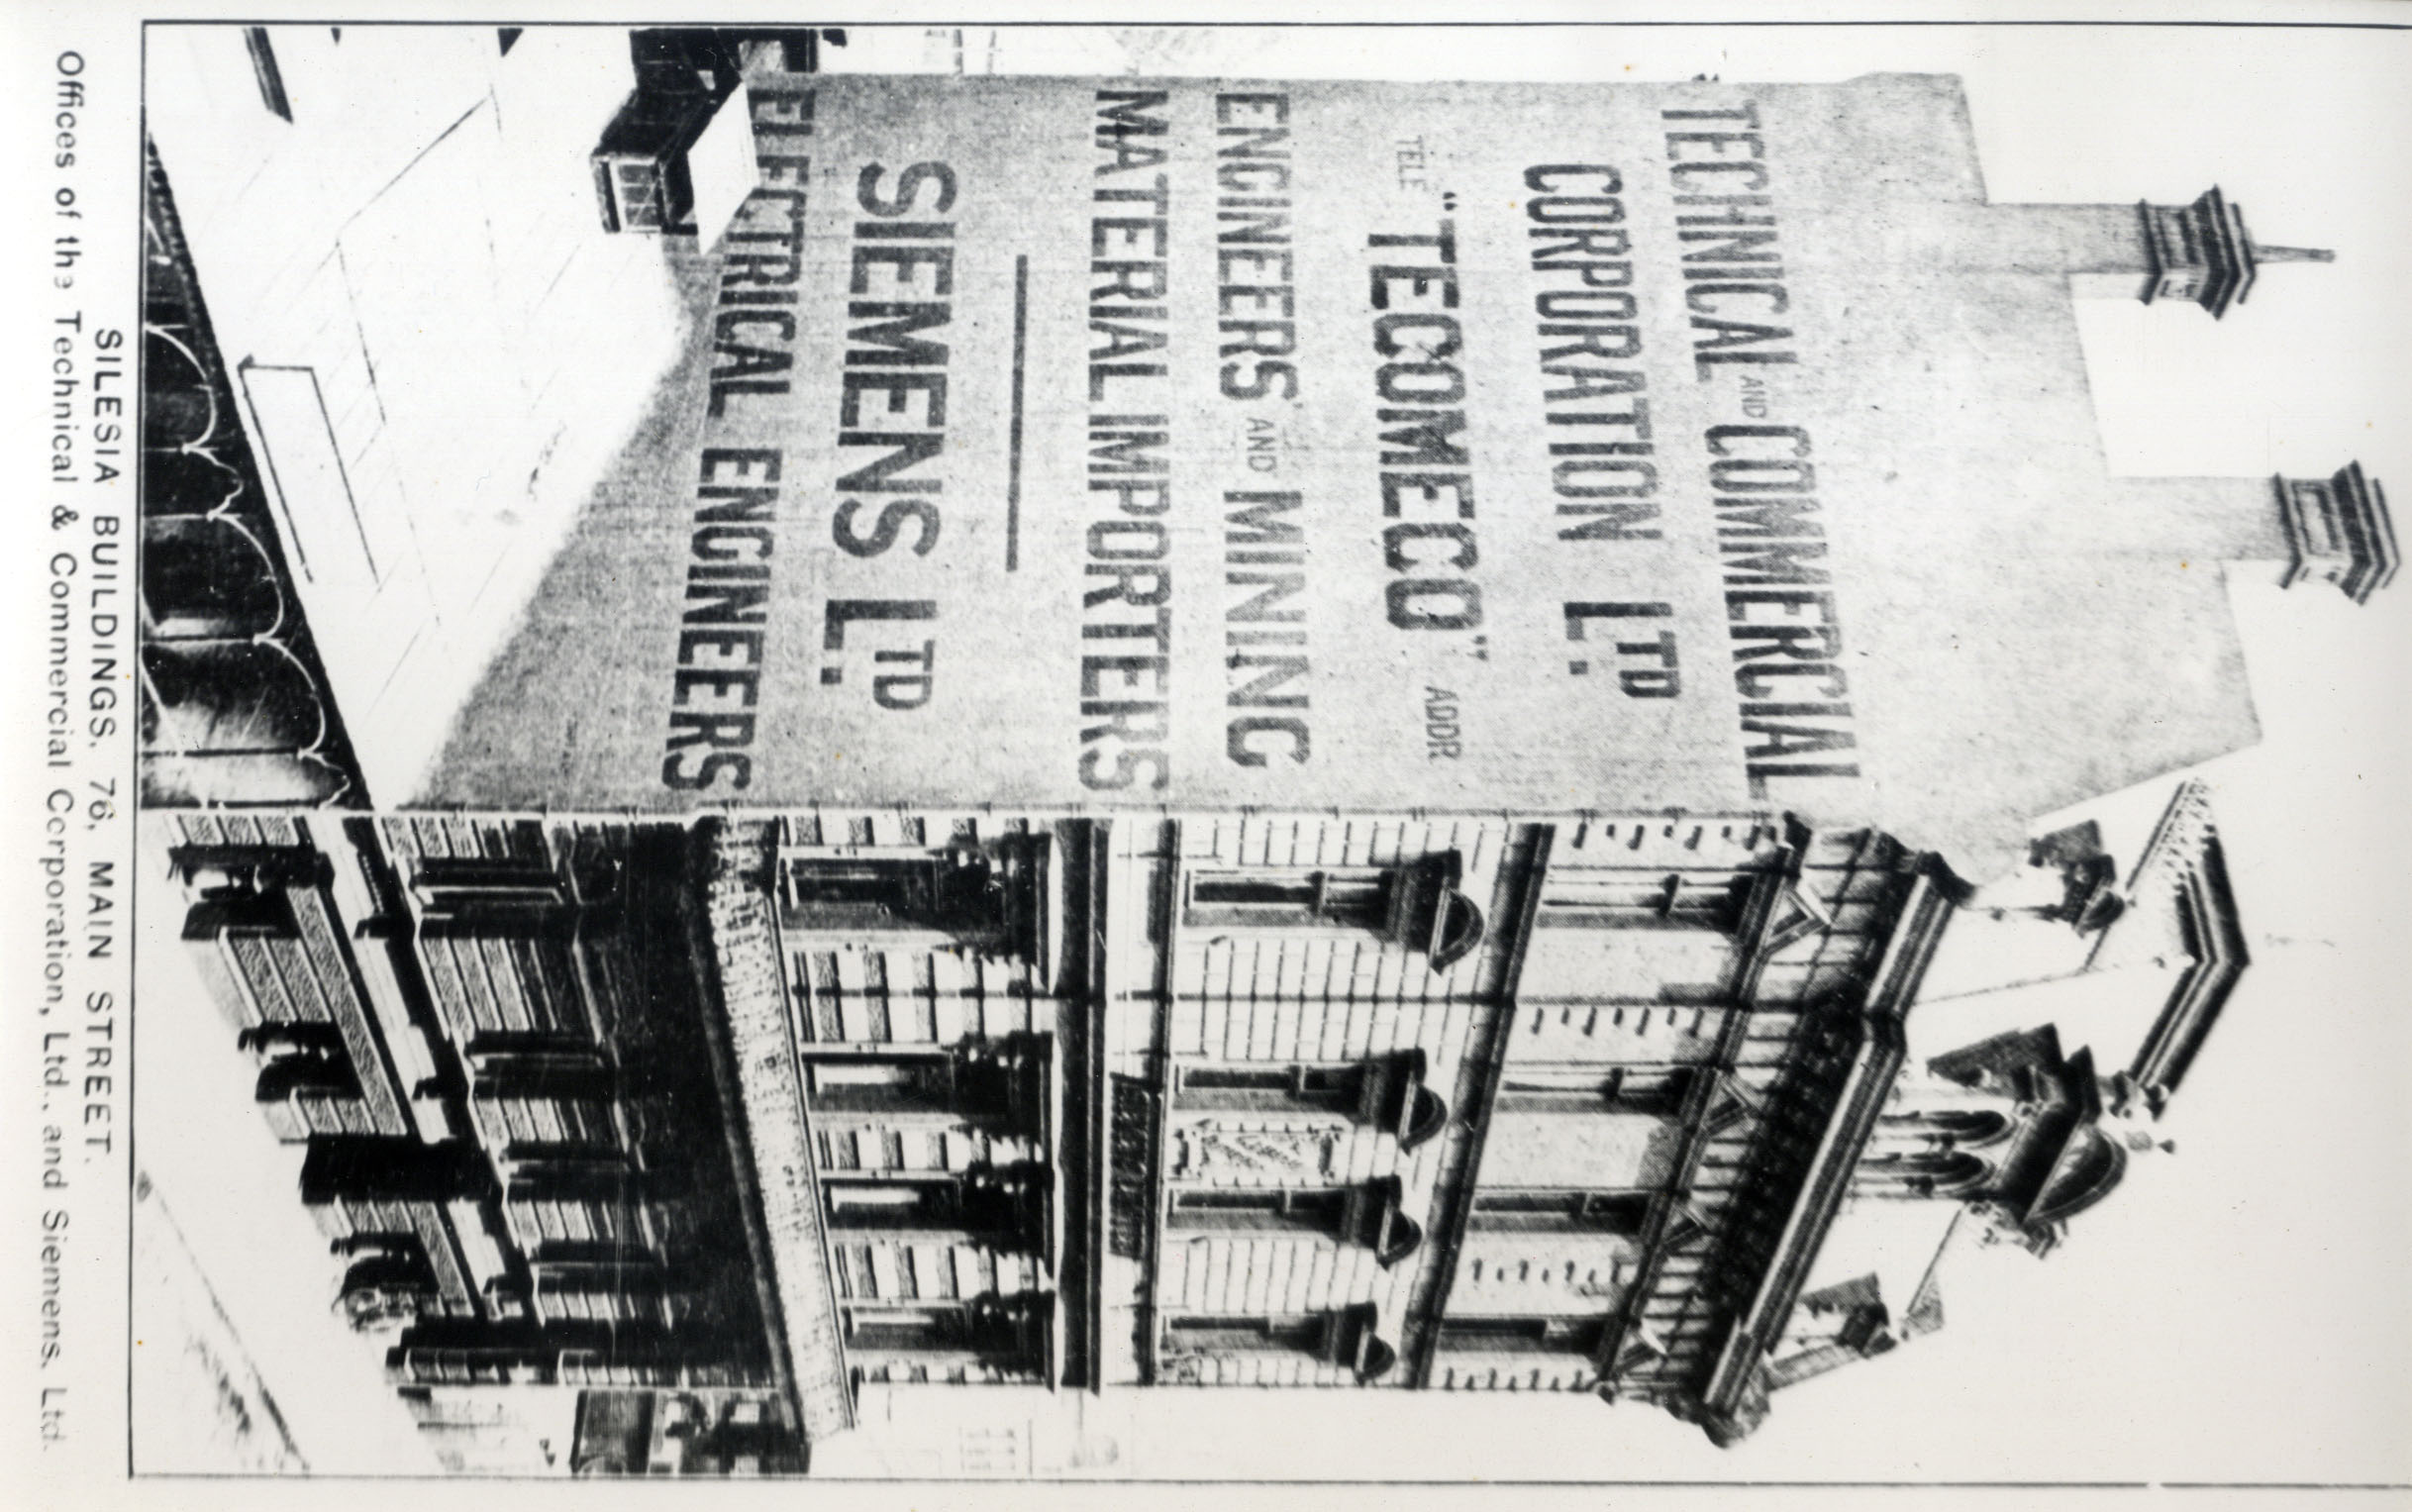 TECHNICAL AND COMMERCIAL
CORPORATION LTD.
TELE "TECOMECO" ADDR
ENGINEERS AND MINING
MATERIAL IMPORTERS
SIEMENS LTD.
ELECTRICAL ENGINEERS
SILESIA BUILDINGS, 76, MAIN STREET.
Offices of the Technical & Commercial Corporation, Ltd., and Siemens, Ltd.